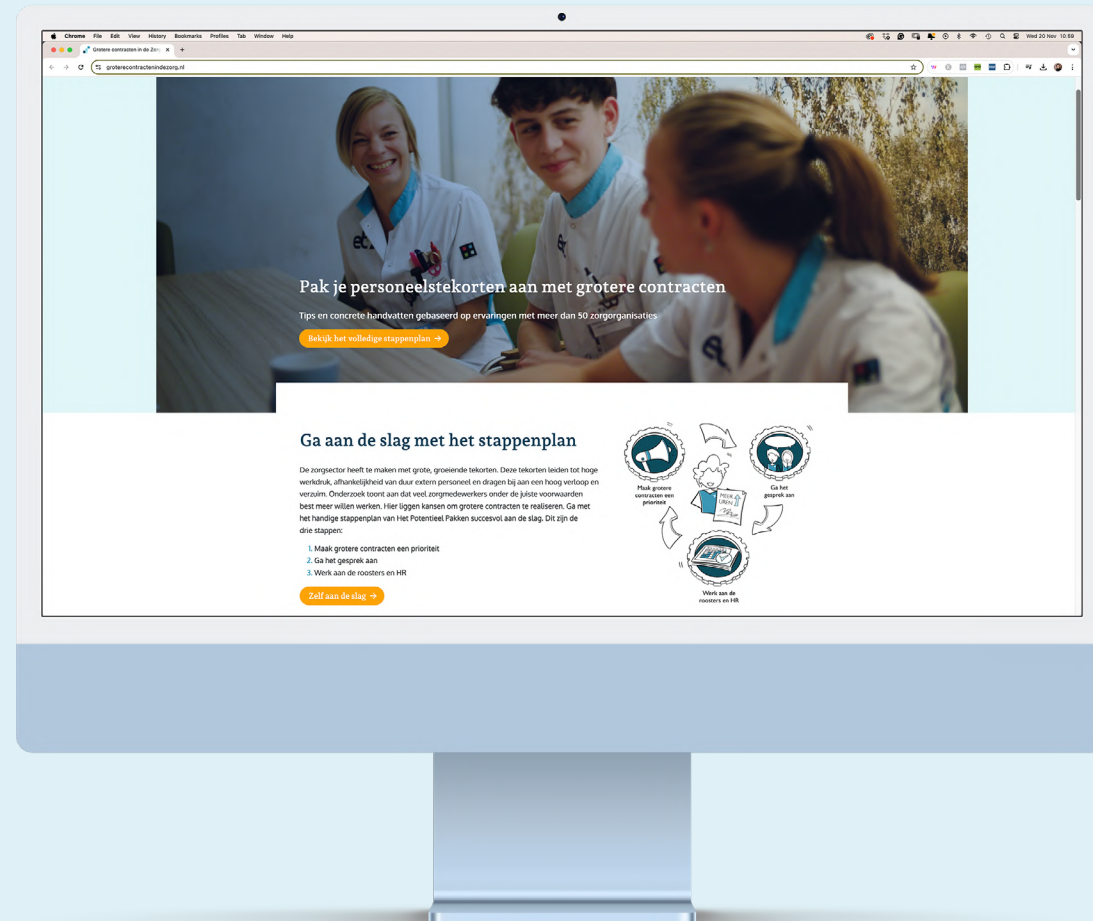 Chrome File Edit View History Bookmarks Profiles Tab Window Help
Wed 20 Nov 10:59
Grotere contracten in de Zor
groterecontractenindezorg.nl
Pak je personeelstekorten aan met grotere contracten
Tips en concrete handvatten gebaseerd op ervaringen met meer dan 50 zorgorganisaties
Bekijk het volledige stappenplan →
Ga aan de slag met het stappenplan
De zorgsector heeft te maken met grote, groeiende tekorten. Deze tekorten leiden tot hoge
werkdruk, afhankelijkheid van duur extern personeel en dragen bij aan een hoog verloop en
verzuim. Onderzoek toont aan dat veel zorgmedewerkers onder de juiste voorwaarden
best meer willen werken. Hier liggen kansen om grotere contracten te realiseren. Ga met
het handige stappenplan van Het Potentieel Pakken succesvol aan de slag. Dit zijn de
drie stappen:
1. Maak grotere contracten een prioriteit
2. Ga het gesprek aan
3. Werk aan de roosters en HR
Zelf aan de slag →
Maak grotere
contracten een
prioriteit
Ga het
gesprek aan
MEER
UREN
Werk aan de
roosters en HR